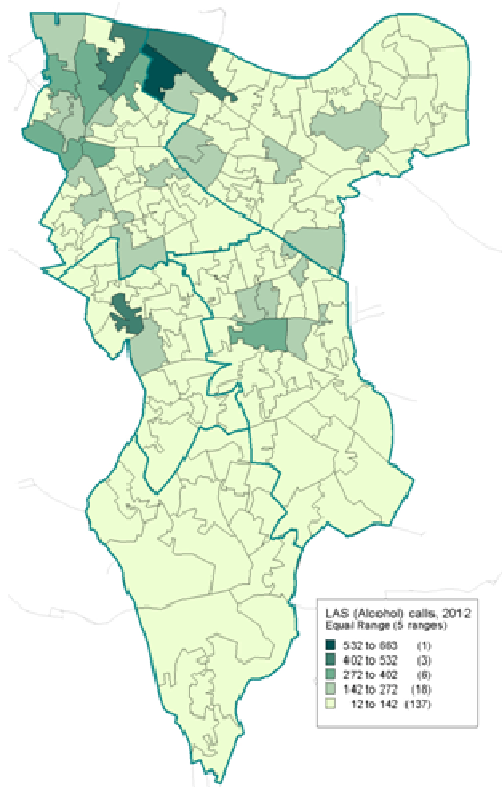 LAS (Alcohol) calls, 2012
Equal Range (5 ranges)
532 to 663 (1)
402 to 532 (3)
272 to 402 (6)
142 to 272 (18)
12 to 142 (137)